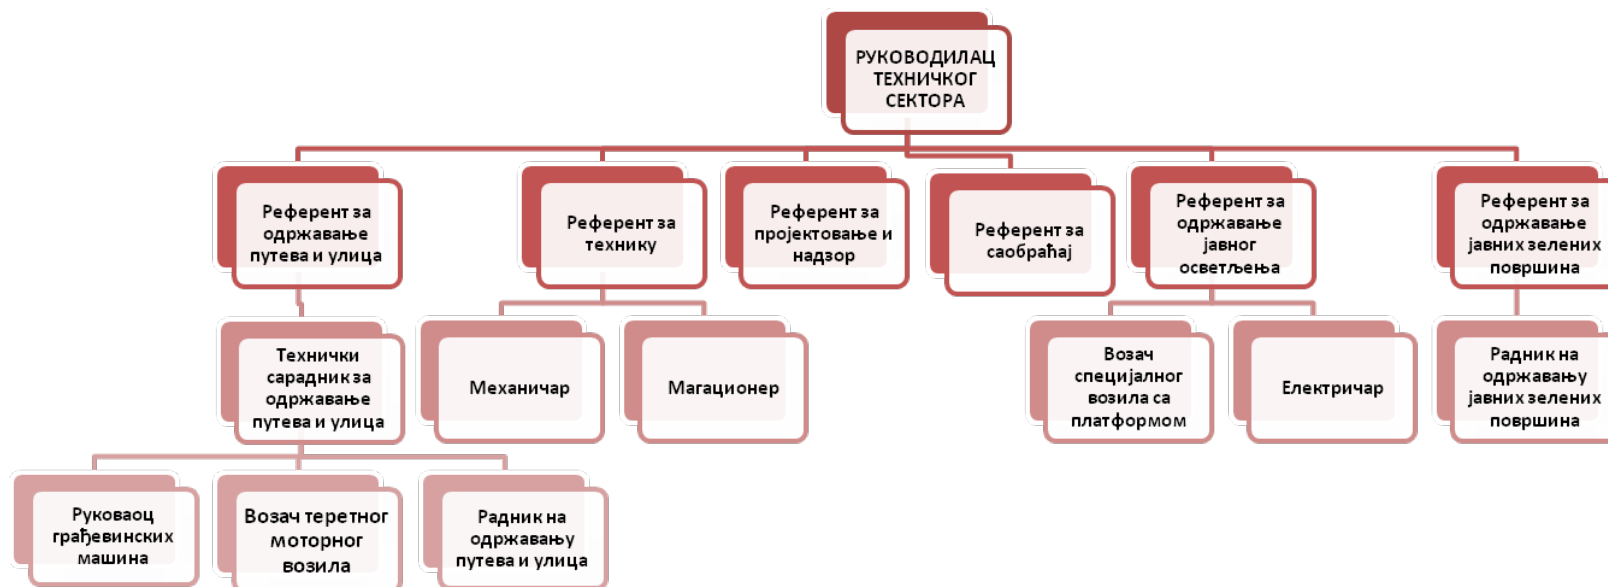 РУКОВОДИЛАЦ
ТЕХНИЧКОГ
СЕКТОРА
Референт за
одржавање
путева и улица
Референт за
технику
Референт за
пројектовање и
надзор
Референт за
саобраћај
Референт за
одржавање
јавног
осветљења
Референт за
одржавање
јавних зелених
површина
Технички
сарадник за
одржавање
путева и улица
Механичар
Магационер
Возач
специјалног
возила са
платформом
Електричар
Радник на
одржавању
јавних зелених
површина
Руковаоц
грађевинских
машина
Возач теретног
моторног
возила
Радник на
одржавању
путева и улица